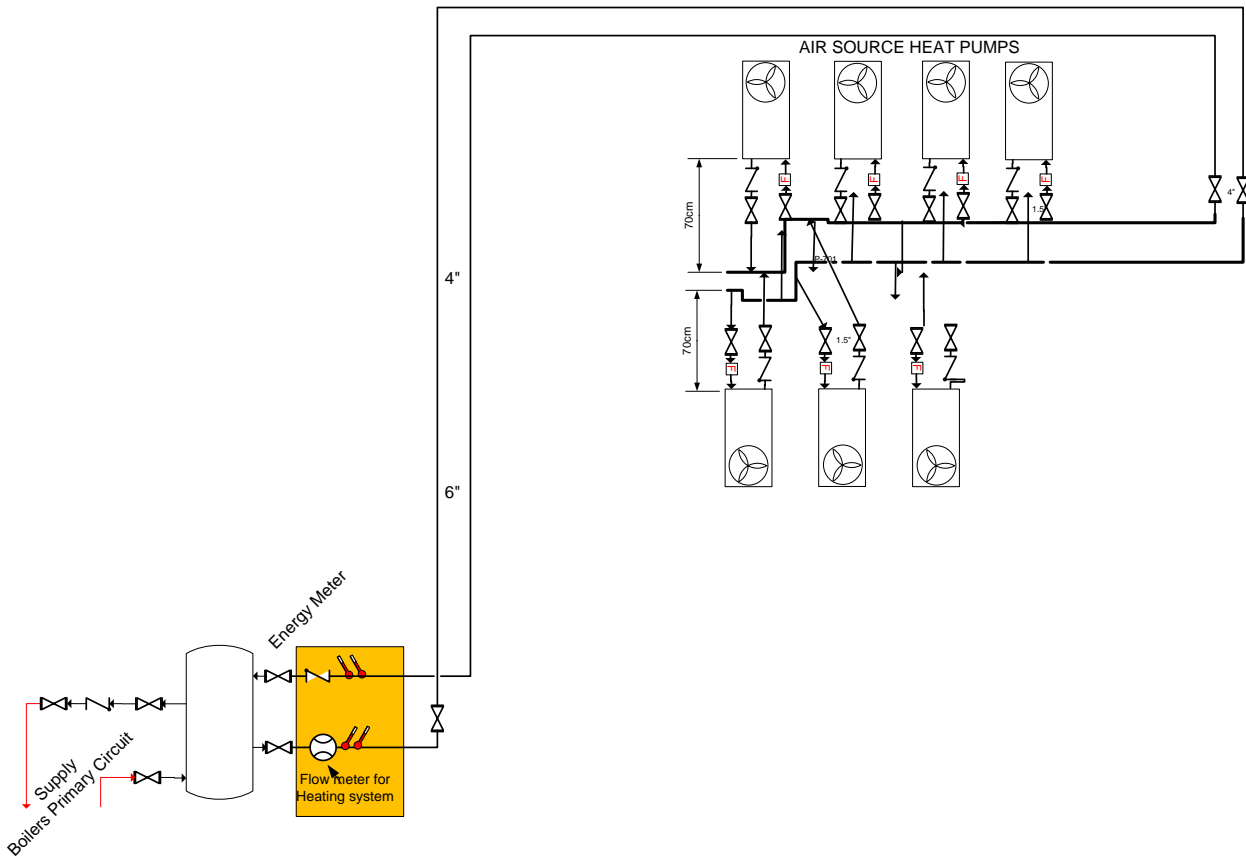 AIR SOURCE HEAT PUMPS
F
F
F
F
4"
70cm
1.5"
P-701
4"
70cm
1.5"
F
F
F
6"
Energy Meter
Flow meter for
Heating system
Supply
Boilers Primary Circuit